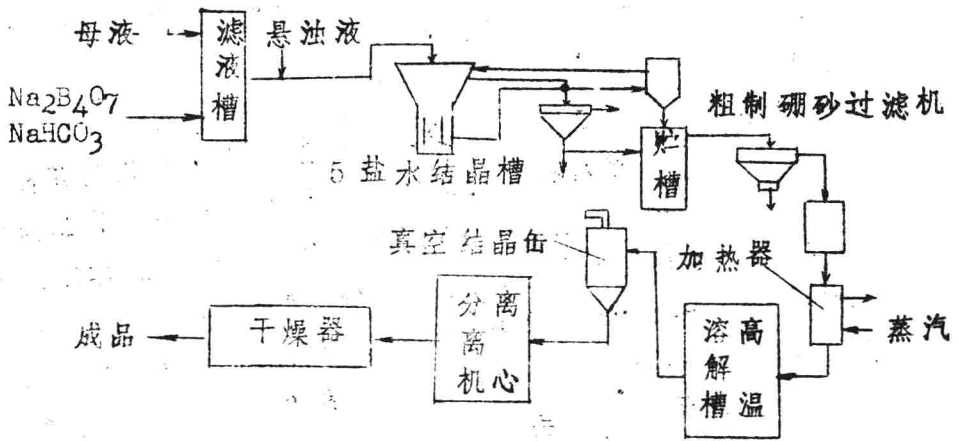 母液
滤液槽
悬浊液
Na2B4O7
NaHCO3
粗制硼砂过滤机
贮槽
5盐水结晶槽
真空结晶缶
加热器
蒸汽
高温
溶解槽
离心
分离机
干燥器
成品